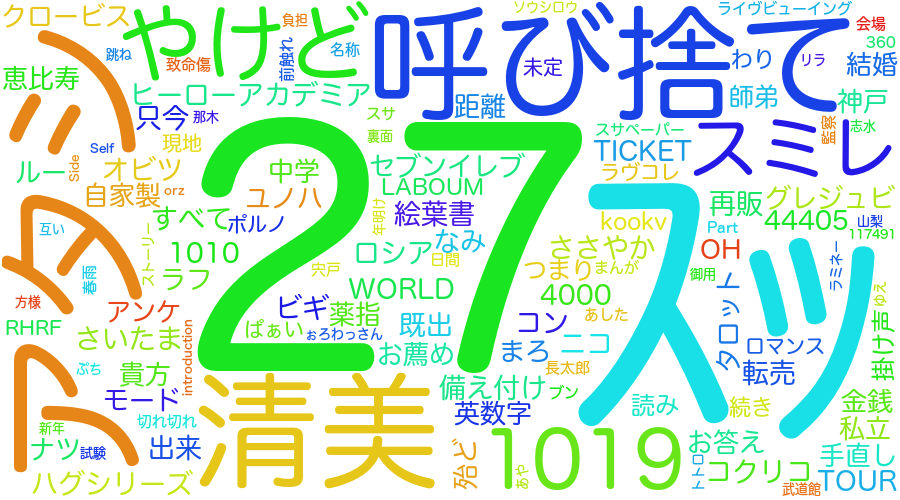 クロービス
やけど
呼び捨て
負担
ソウシロウ
ライヴビューイング
会場
跳ね
致命傷
前触れ
名称
未定
わり
リラ
360
結婚
恵比寿
ヒーローアカデミア
距離
師弟
神戸
監察
志水
只今
那木
スサ
裏面
スサペーパー
TICKET
スミレ
アタシ
27
スッ
ルー
Self
Side
オビツ
現地
中学
セブンイレブ
ラヴコレ
自家製
orz
ユノハ
LABOUM
再販
グレジュビ
すべて
ポルノ
年明け
絵葉書
kookv
44405
山梨
互い
ストーリー
1010
ロシア
なみ
ささやか
Part
117491
OH
春雨
ラフ
宍戸
日間
つまり
まんが
御用
ラミネー
方様
アンケ
ビギ
薬指
WORLD
4000
あした
タロット
ちゅえ
RHRF
さいたま
ぱぁい
ぉろわっさん
既出
コン
ロマンス
掛け声
introduction
お薦め
まろ
ニコ
ぷち
貴方
長太郎
転売
モード
清美
備え付け
ブン
読み
続き
金銭
切れ切れ
英数字
私立
新年
ナツ
試験
出来
殆ど
1019
お答え
手直し
あや
コクリコ
TOUR
ハグシリーズ
武道館